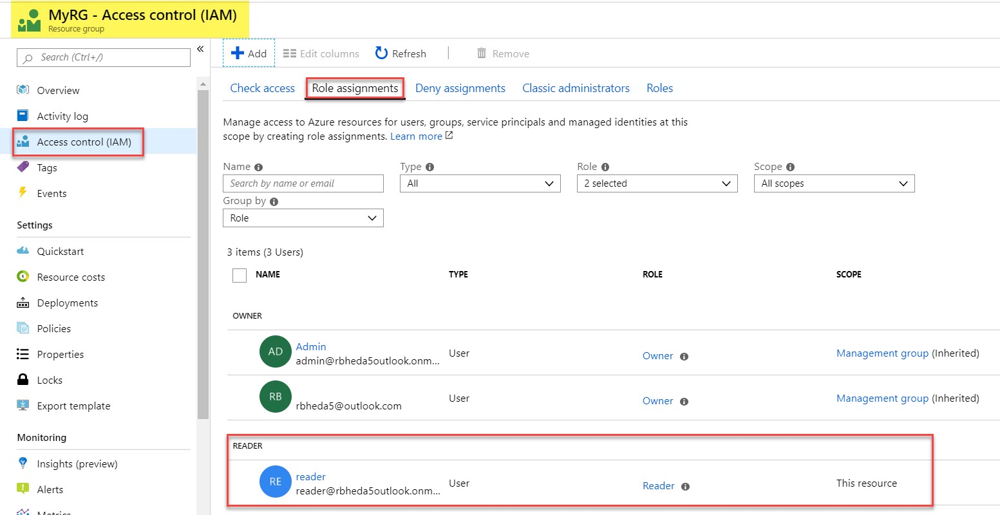 MyRG - Access control (IAM)
Resource group
Search (Ctrl+/)
«
Overview
Activity log
Access control (IAM)
Tags
Events
Settings
Quickstart
Resource costs
Deployments
Policies
Properties
Locks
Export template
Monitoring
Insights (preview)
Alerts
Metrics
Add Edit columns Refresh Remove
Check access Role assignments Deny assignments Classic administrators Roles
Manage access to Azure resources for users, groups, service principals and managed identities at this
scope by creating role assignments. Learn more
Name Type Role Scope
Search by name or email All 2 selected All scopes
Group by
Role
3 items (3 Users)
NAME TYPE ROLE SCOPE
OWNER
AD Admin
admin@rbheda5outlook.onm... User Owner Management group (Inherited)
RB rbheda5@outlook.com User Owner Management group (Inherited)
READER
RE reader
reader@rbheda5outlook.onm... User Reader This resource